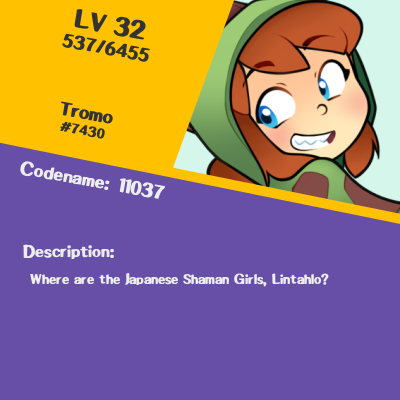 LV 32
537/6455
Tromo
#7430
Codename: 11037
Description:
Where are the Japanese Shaman Girls, Lintahlo?